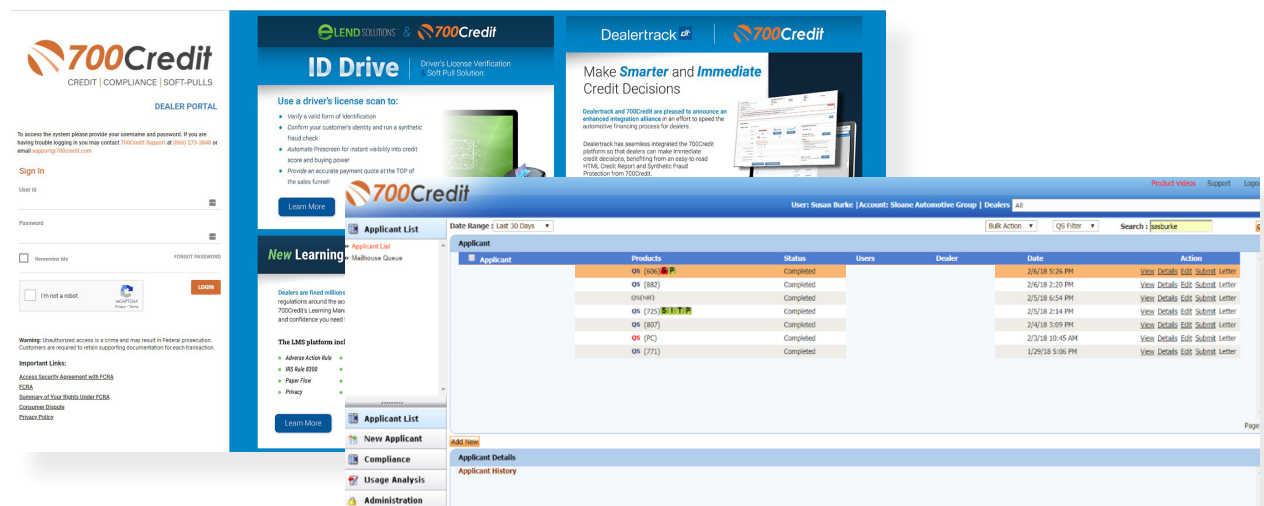 700Credit
CREDIT | COMPLIANCE | SOFT-PULLS
DEALER PORTAL
To access the system please provide your username and password. If you are
having trouble logging in you may contact 700Credit Support at (866) 273-3848 or
email support@700credit.com
Sign In
User Id
Password
Remember Me
FORGOT PASSWORD
I'm not a robot
reCAPTCHA
Privacy - Terms
LOGIN
Warning: Unauthorized access is a crime and may result in Federal prosecution.
Customers are required to retain supporting documentation for each transaction.
Important Links:
Access Security Agreement with FCRA
FCRA
Summary of Your Rights Under FCRA
Consumer Dispute
Privacy Policy
eLEND SOLUTIONS & 700Credit
ID Drive
Driver's License Verification
& Soft Pull Solution:
Use a driver's license scan to:
Verify a valid form of identification
Confirm your customer's identity and run a synthetic
fraud check
Automate Prescreen for instant visibility into credit
score and buying power
Provide an accurate payment quote at the TOP of
the sales funnel!
Learn More
New Learning
Dealers are fined millions
regulations around the
700Credit's Learning
and confidence you need
The LMS platform
Adverse Action Rule
IRS Rule 8300
Paper Flow
Privacy
Learn More
Dealertrack dt 700Credit
Make Smarter and Immediate
Credit Decisions
Dealertrack and 700Credit are pleased to announce an
enhanced integration alliance in an effort to speed the
automotive financing process for dealers.
Dealertrack has seamless integrated the 700Credit
platform so that dealers can make immediate
credit decisions, benefiting from an easy-to-read
HTML Credit Report and Synthetic Fraud
Protection from 700Credit.
700Credit
Product Videos Support
User: Susan Burke |Account: Sloane Automotive Group | Dealers All
Applicant List
Applicant List
Mailhouse Queue
Date Range : Last 30 Days Bulk Action QS Filter Search : sasburke
Applicant
Applicant Products Status Users Dealer Date Action
QS (606) S P Completed 2/6/18 5:26 PM View Details Edit Submit Letter
QS (882) Completed 2/6/18 2:20 PM View Details Edit Submit Letter
QS(NH) Completed 2/5/18 6:54 PM View Details Edit Submit Letter
QS (725) S I T P Completed 2/5/18 2:14 PM View Details Edit Submit Letter
QS (807) Completed 2/4/18 3:09 PM View Details Edit Submit Letter
QS (PC) Completed 2/3/18 10:45 AM View Details Edit Submit Letter
QS (771) Completed 1/29/18 5:06 PM View Details Edit Submit Letter
Page
Applicant List
New Applicant
Compliance
Usage Analysis
Administration
Add New
Applicant Details
Applicant History